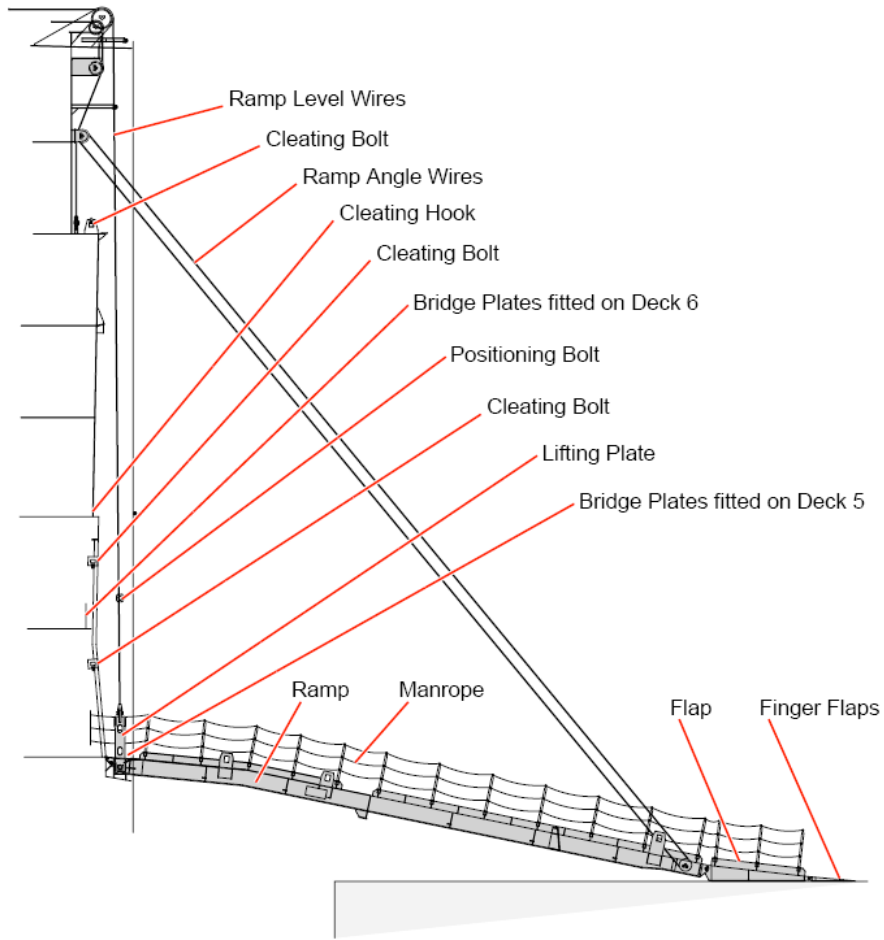 Ramp Level Wires
Cleating Bolt
Ramp Angle Wires
Cleating Hook
Cleating Bolt
Bridge Plates fitted on Deck 6
Positioning Bolt
Cleating Bolt
Lifting Plate
Bridge Plates fitted on Deck 5
Ramp
Manrope
Flap
Finger Flaps